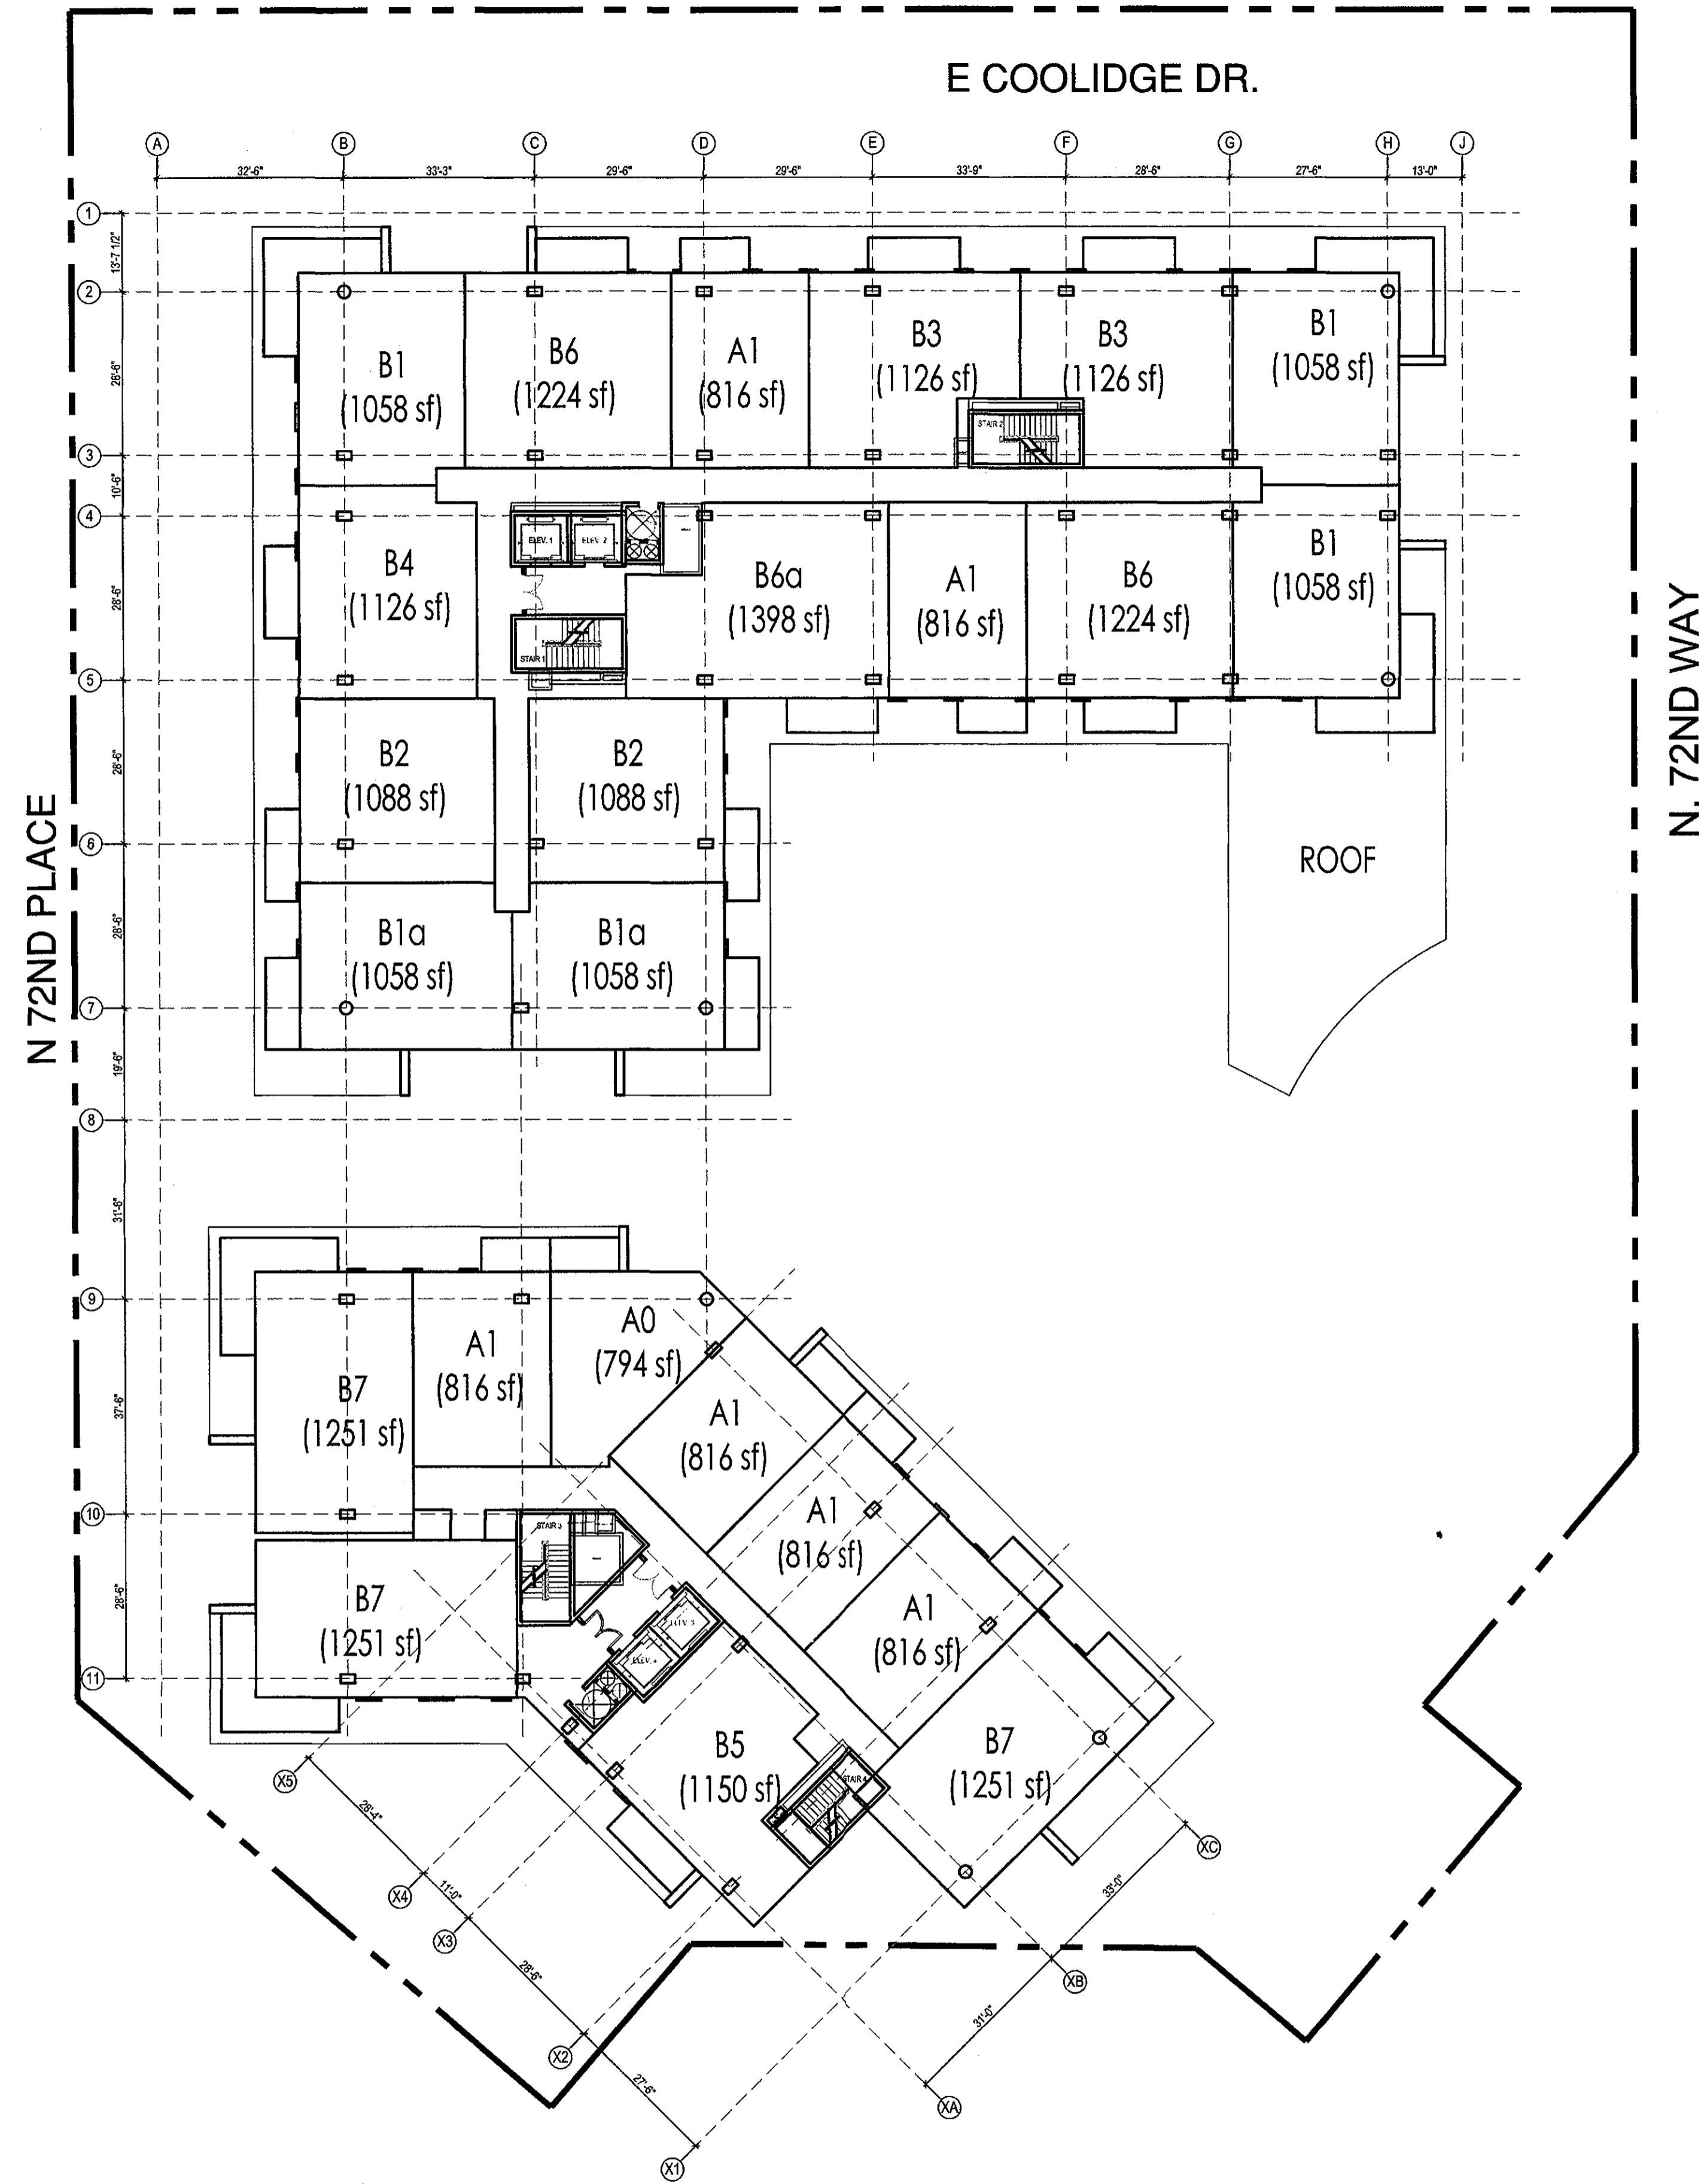 E COOLIDGE DR.
A B C D E F G H J
32'-6" 33'-3" 29'-6" 29'-6" 33'-9" 28'-6" 27'-6" 13'-0"
1
13'-7 1/2"
2
B1
(1058 sf)
B6
(1224 sf)
A1
(816 sf)
B3
(1126 sf)
B3
(1126 sf)
B1
(1058 sf)
28'-6"
STAIR 2
3
10'-6"
4
ELEV. 1
ELEV. 2
B4
(1126 sf)
B6a
(1398 sf)
A1
(816 sf)
B6
(1224 sf)
B1
(1058 sf)
28'-6"
STAIR 1
5
N. 72ND WAY
28'-6"
B2
(1088 sf)
B2
(1088 sf)
6
ROOF
N 72ND PLACE
28'-6"
B1a
(1058 sf)
B1a
(1058 sf)
7
19'-6"
8
31'-6"
9
A0
(794 sf)
A1
(816 sf)
B7
(1251 sf)
37'-6"
A1
(816 sf)
10
A1
(816 sf)
STAIR 3
28'-6"
B7
(1251 sf)
A1
(816 sf)
ELEV. 3
ELEV. 4
11
B5
(1150 sf)
B7
(1251 sf)
STAIR 4
X5
28'-4"
XC
X4
11'-0"
33'-0"
X3
28'-6"
XB
31'-0"
X2
27'-6"
XA
X1